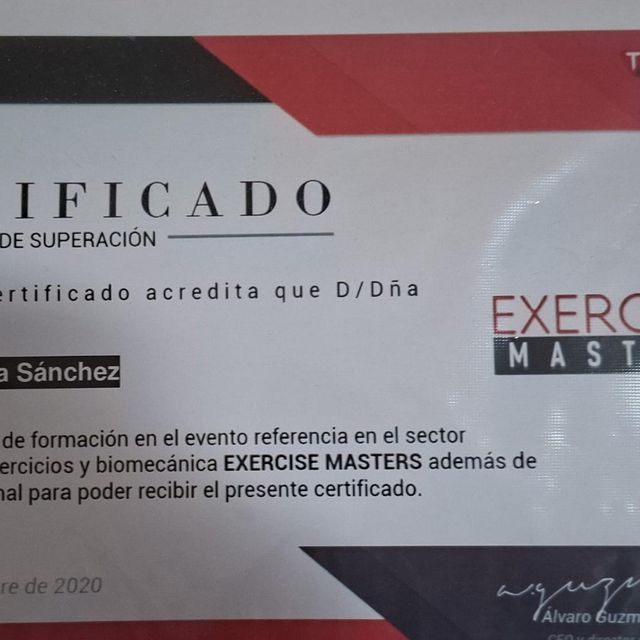 T
IFICADO
DE SUPERACIÓN
ertificado acredita que D/Dña
EXERC
MAST
a Sánchez
de formación en el evento referencia en el sector
ercicios y biomecánica EXERCISE MASTERS además de
nal para poder recibir el presente certificado.
re de 2020
Álvaro Guzm